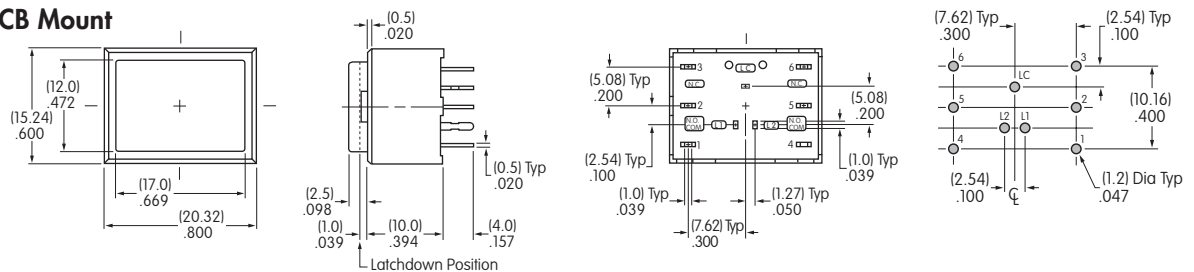 CB Mount
(12.0)
.472
(15.24)
.600
(17.0)
.669
(20.32)
.800
(0.5)
.020
(2.5)
.098
(1.0)
.039
(10.0)
.394
(4.0)
.157
(0.5) Typ
.020
Latchdown Position
3
LC
6
N.C.
N.C.
(5.08) Typ
.200
2
5
(5.08)
.200
N.O.
COM
L1
L2
N.O.
COM
1
4
(2.54) Typ
.100
(1.0) Typ
.039
(1.0) Typ
.039
(1.27) Typ
.050
(7.62) Typ
.300
(7.62) Typ
.300
(2.54) Typ
.100
6
3
LC
5
2
(10.16)
.400
L2
L1
4
1
(2.54)
.100
CL
(1.2) Dia Typ
.047